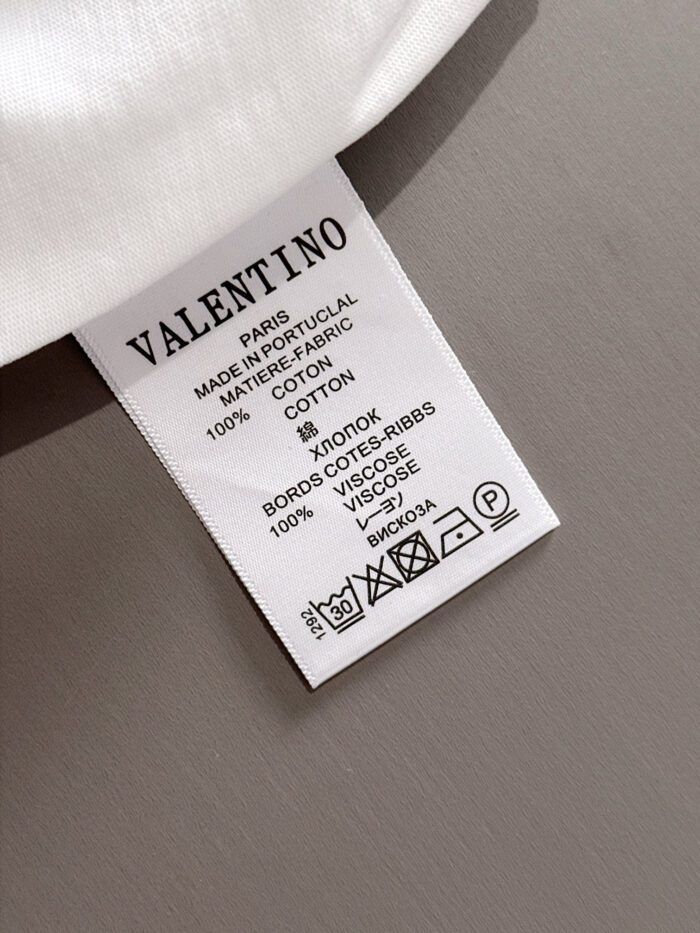 VALENTINO
PARIS
MADE IN PORTUCLAL
MATIERE-FABRIC
100% COTON
COTTON
綿
ХЛОПОК
BORDS COTES-RIBBS
100% VISCOSE
VISCOSE
レーヨン
ВИСКОЗА
1292 30 P